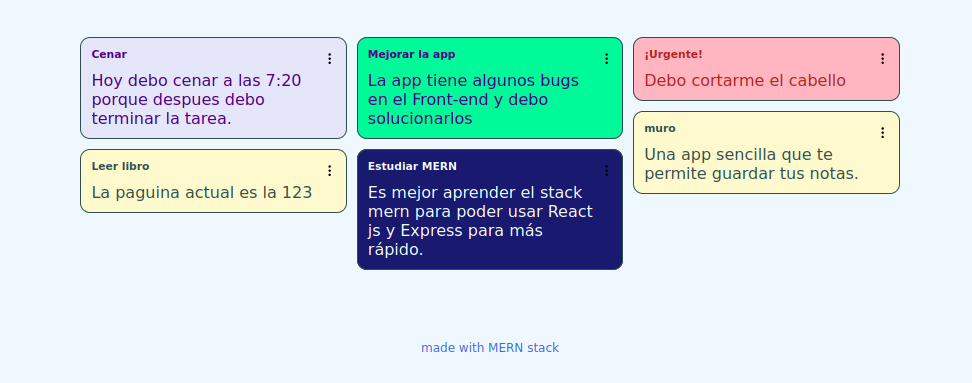 Cenar
Hoy debo cenar a las 7:20
porque despues debo
terminar la tarea.
Leer libro
La paguina actual es la 123
Mejorar la app
La app tiene algunos bugs
en el Front-end y debo
solucionarlos
Estudiar MERN
Es mejor aprender el stack
mern para poder usar React
js y Express para más
rápido.
¡Urgente!
Debo cortarme el cabello
muro
Una app sencilla que te
permite guardar tus notas.
made with MERN stack